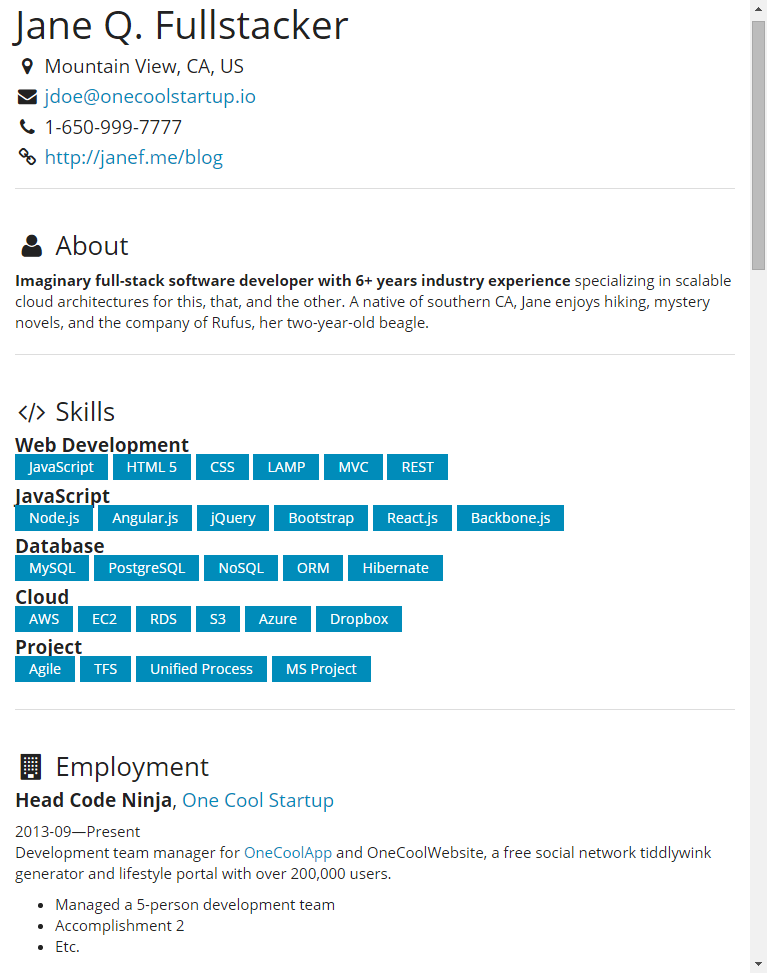 Jane Q. Fullstacker
Mountain View, CA, US
jdoe@onecoolstartup.io
1-650-999-7777
http://janef.me/blog
About
Imaginary full-stack software developer with 6+ years industry experience specializing in scalable
cloud architectures for this, that, and the other. A native of southern CA, Jane enjoys hiking, mystery
novels, and the company of Rufus, her two-year-old beagle.
</> Skills
Web Development
JavaScript HTML 5 CSS LAMP MVC REST
JavaScript
Node.js Angular.js jQuery Bootstrap React.js Backbone.js
Database
MySQL PostgreSQL NoSQL ORM Hibernate
Cloud
AWS EC2 RDS S3 Azure Dropbox
Project
Agile TFS Unified Process MS Project
Employment
Head Code Ninja, One Cool Startup
2013-09—Present
Development team manager for OneCoolApp and OneCoolWebsite, a free social network tiddlywink
generator and lifestyle portal with over 200,000 users.
• Managed a 5-person development team
• Accomplishment 2
• Etc.